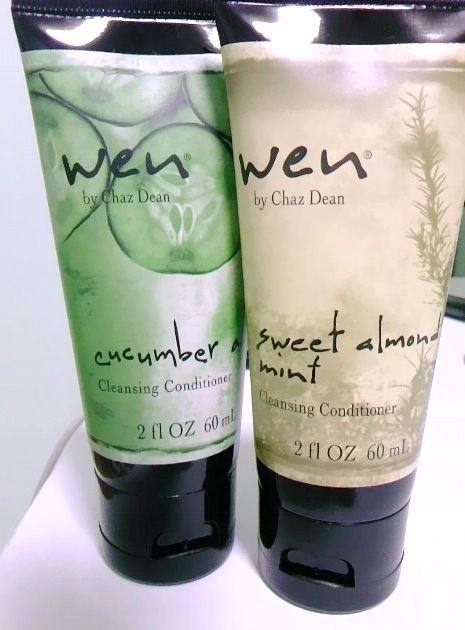 wen®
by Chaz Dean
cucumber a
Cleansing Conditioner
2 fl OZ 60 mL
wen®
by Chaz Dean
sweet almond
mint
Cleansing Conditioner
2 fl OZ 60 mL